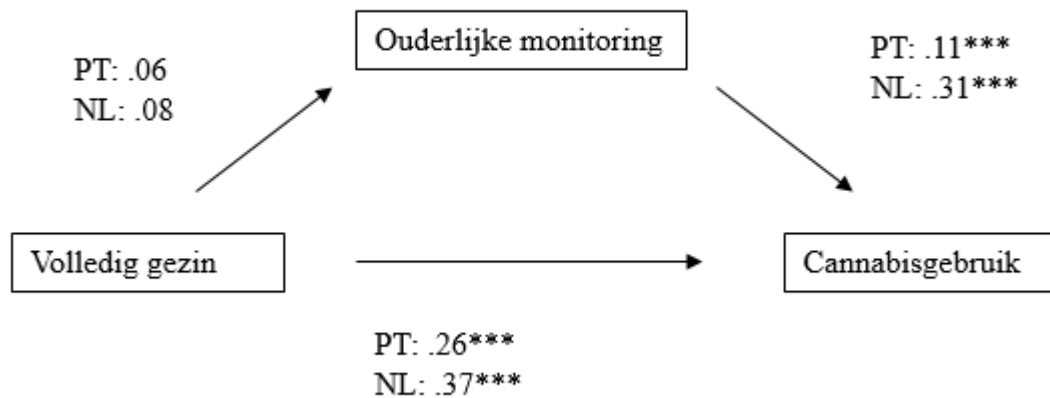 Ouderlijke monitoring
PT: .06
NL: .08
PT: .11***
NL: .31***
Volledig gezin
Cannabisgebruik
PT: .26***
NL: .37***